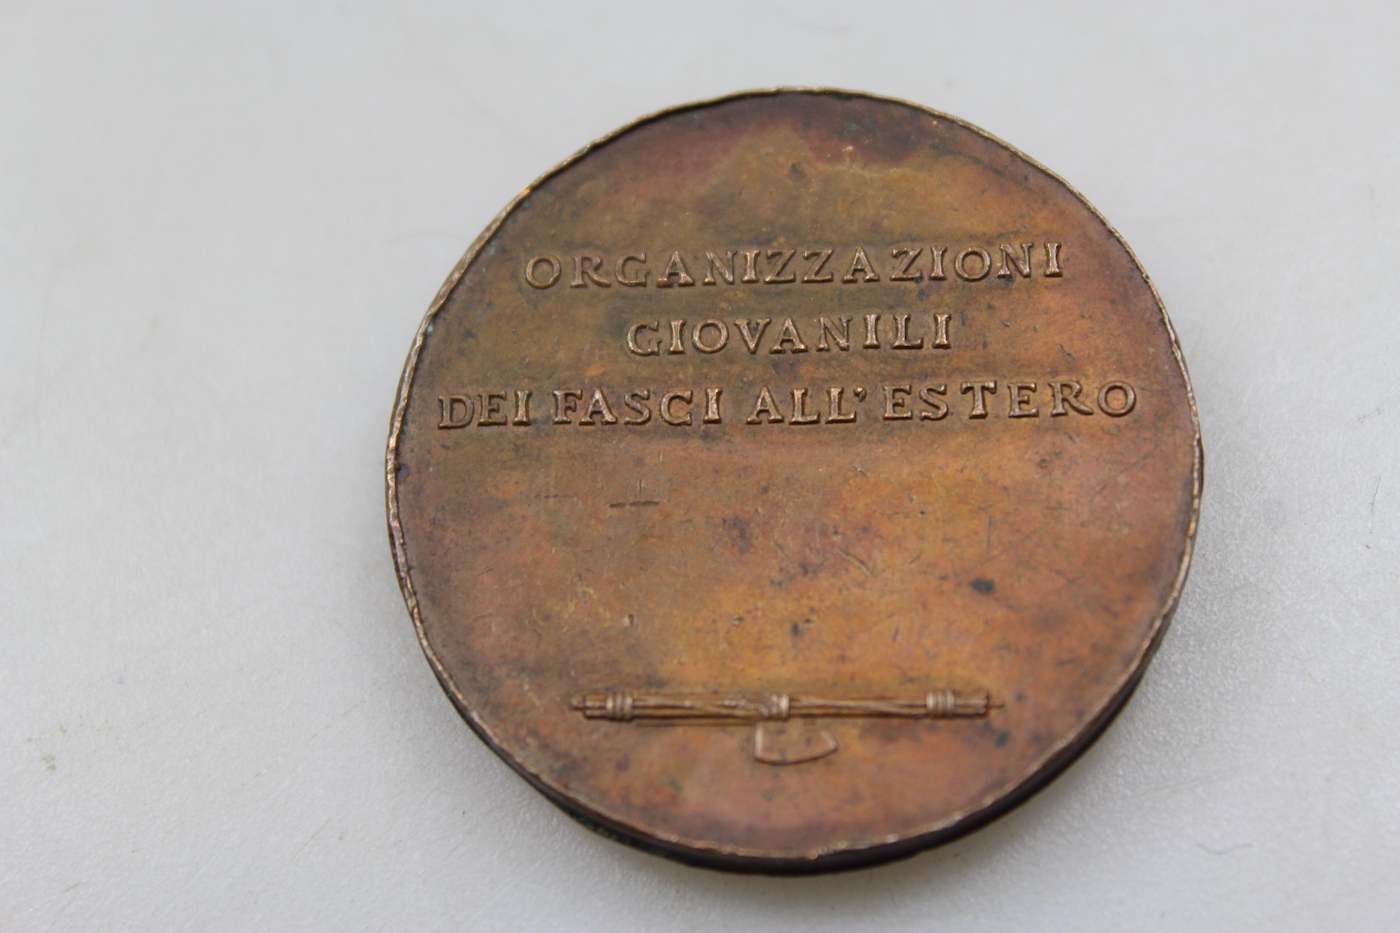 ORGANIZZAZIONI
GIOVANILI
DEI FASCI ALL'ESTERO